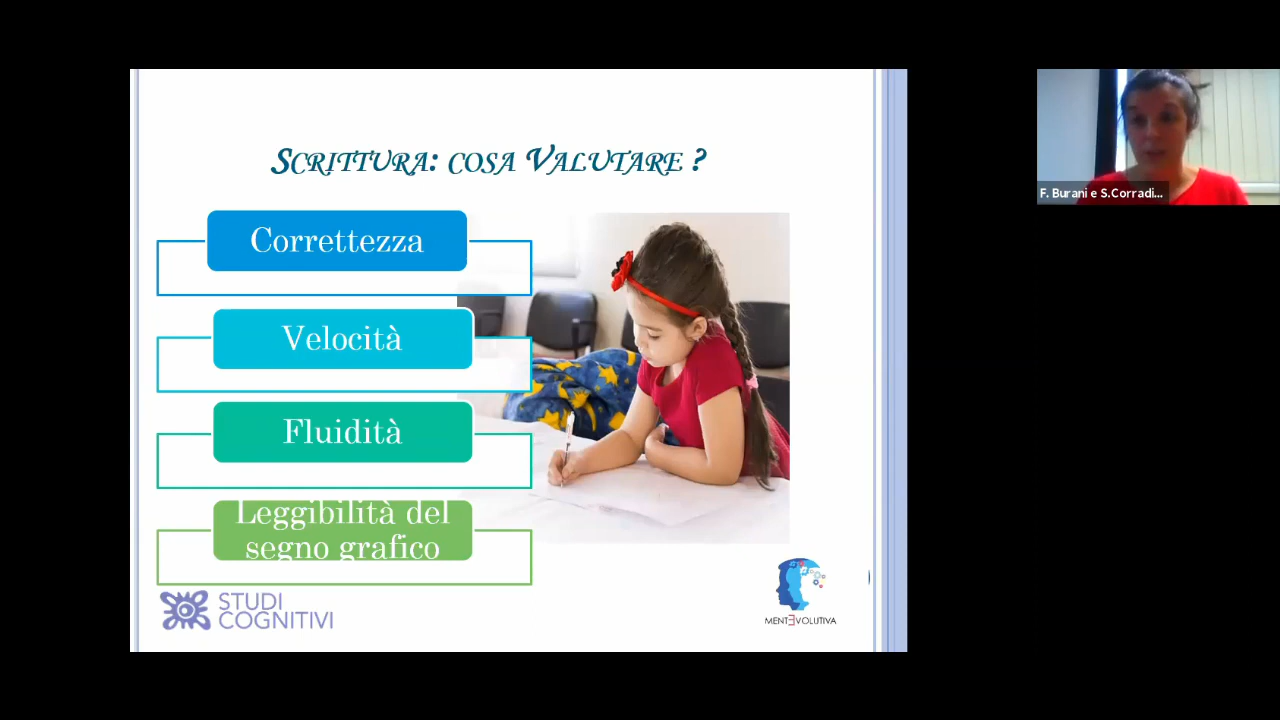 Scrittura: cosa Valutare ?
Correttezza
Velocità
Fluidità
Leggibilità del
segno grafico
STUDI
COGNITIVI
MENTEVOLUTIVA
F. Burani e S.Corradi...